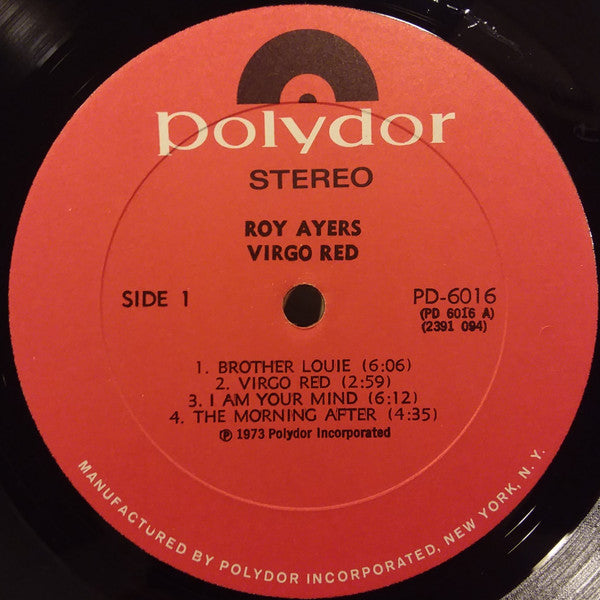 polydor
STEREO
ROY AYERS
VIRGO RED
SIDE 1
PD-6016
(PD 6016 A)
(2391 094)
1. BROTHER LOUIE (6:06)
2. VIRGO RED (2:59)
3. I AM YOUR MIND (6:12)
4. THE MORNING AFTER (4:35)
℗ 1973 Polydor Incorporated
MANUFACTURED BY POLYDOR INCORPORATED, NEW YORK, N. Y.